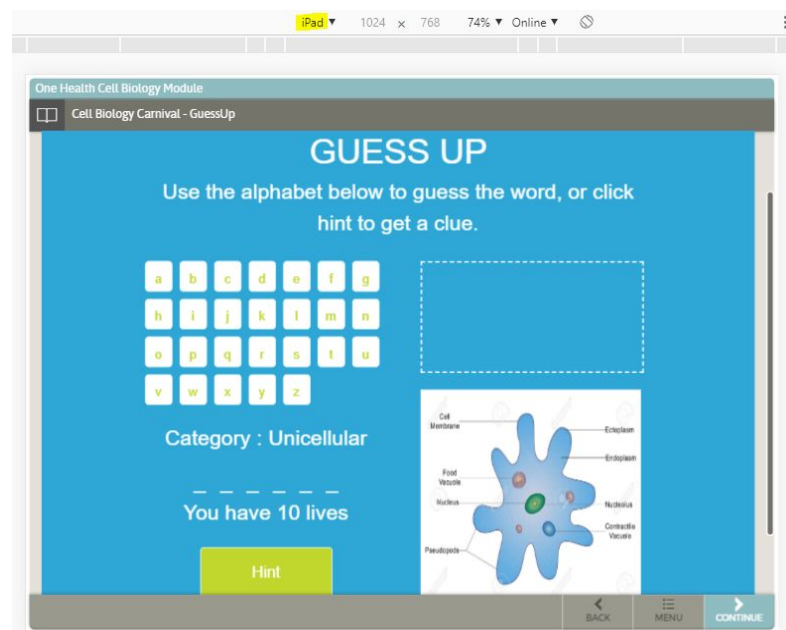 iPad ▼ 1024 × 768 74% ▼ Online ▼
One Health Cell Biology Module
Cell Biology Carnival - GuessUp
GUESS UP
Use the alphabet below to guess the word, or click
hint to get a clue.
a b c d e f g
h i j k l m n
o p q r s t u
v w x y z
Category : Unicellular
_ _ _ _ _ _
You have 10 lives
Hint
Cell
Membrane
Ectoplasm
Endoplasm
Food
Vacuole
Nucleus
Nucleolus
Contractile
Vacuole
Pseudopods
BACK MENU CONTINUE